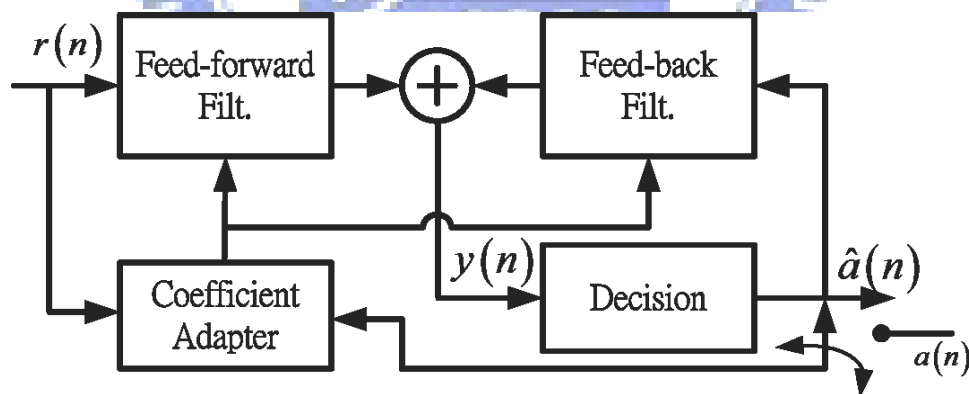 r(n)
Feed-forward
Filt.
Feed-back
Filt.
y(n)
â(n)
Coefficient
Adapter
Decision
a(n)